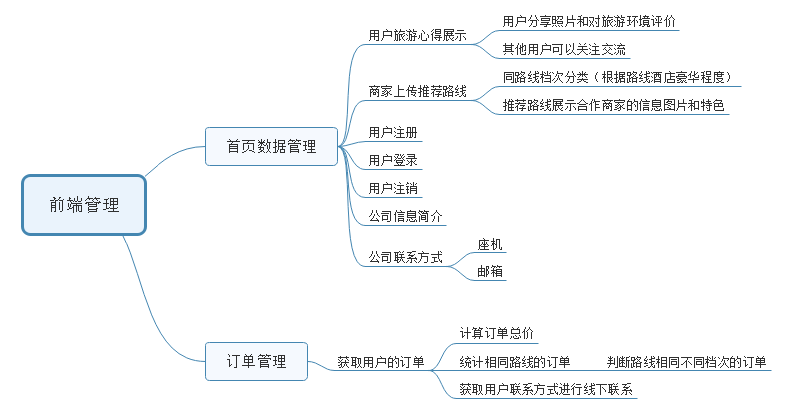 前端管理
首页数据管理
用户旅游心得展示
用户分享照片和对旅游环境评价
其他用户可以关注交流
商家上传推荐路线
同路线档次分类（根据路线酒店豪华程度）
推荐路线展示合作商家的信息图片和特色
用户注册
用户登录
用户注销
公司信息简介
公司联系方式
座机
邮箱
订单管理
获取用户的订单
计算订单总价
统计相同路线的订单
判断路线相同不同档次的订单
获取用户联系方式进行线下联系